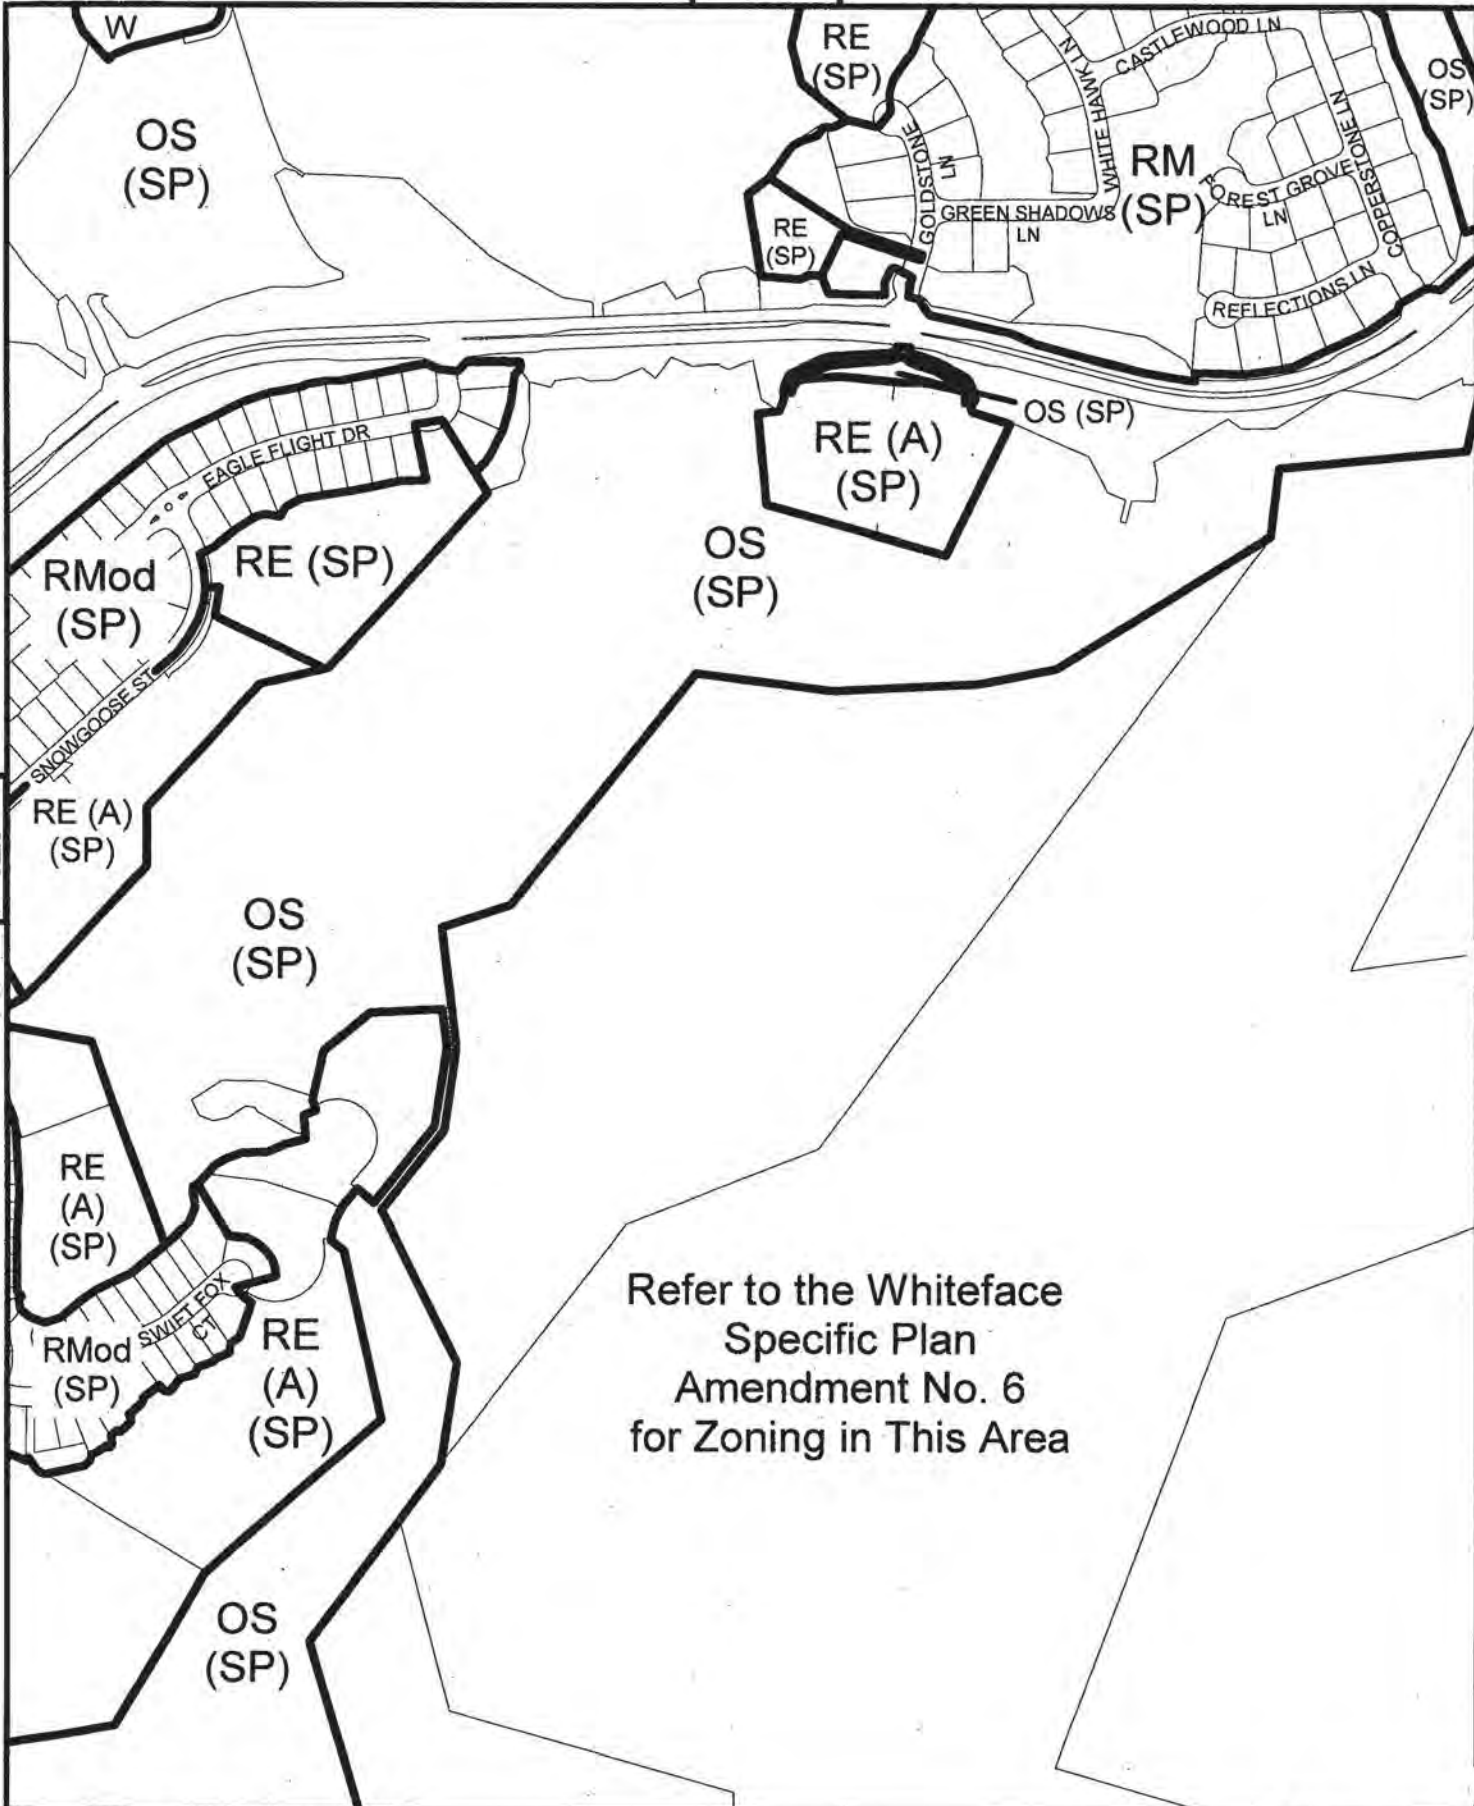 W
OS
(SP)
RE
(SP)
WHITE HAWK LN
CASTLEWOOD LN
OS
(SP)
GOLDSTONE
LN
RM
(SP)
FOREST GROVE
LN
COPPERSTONE LN
GREEN SHADOWS
LN
RE
(SP)
REFLECTIONS LN
OS (SP)
RE (A)
(SP)
EAGLE FLIGHT DR
RMod
(SP)
RE (SP)
OS
(SP)
SNOWGOOSE ST
RE (A)
(SP)
OS
(SP)
RE
(A)
(SP)
SWIFT FOX
CT
RMod
(SP)
RE
(A)
(SP)
Refer to the Whiteface
Specific Plan
Amendment No. 6
for Zoning in This Area
OS
(SP)